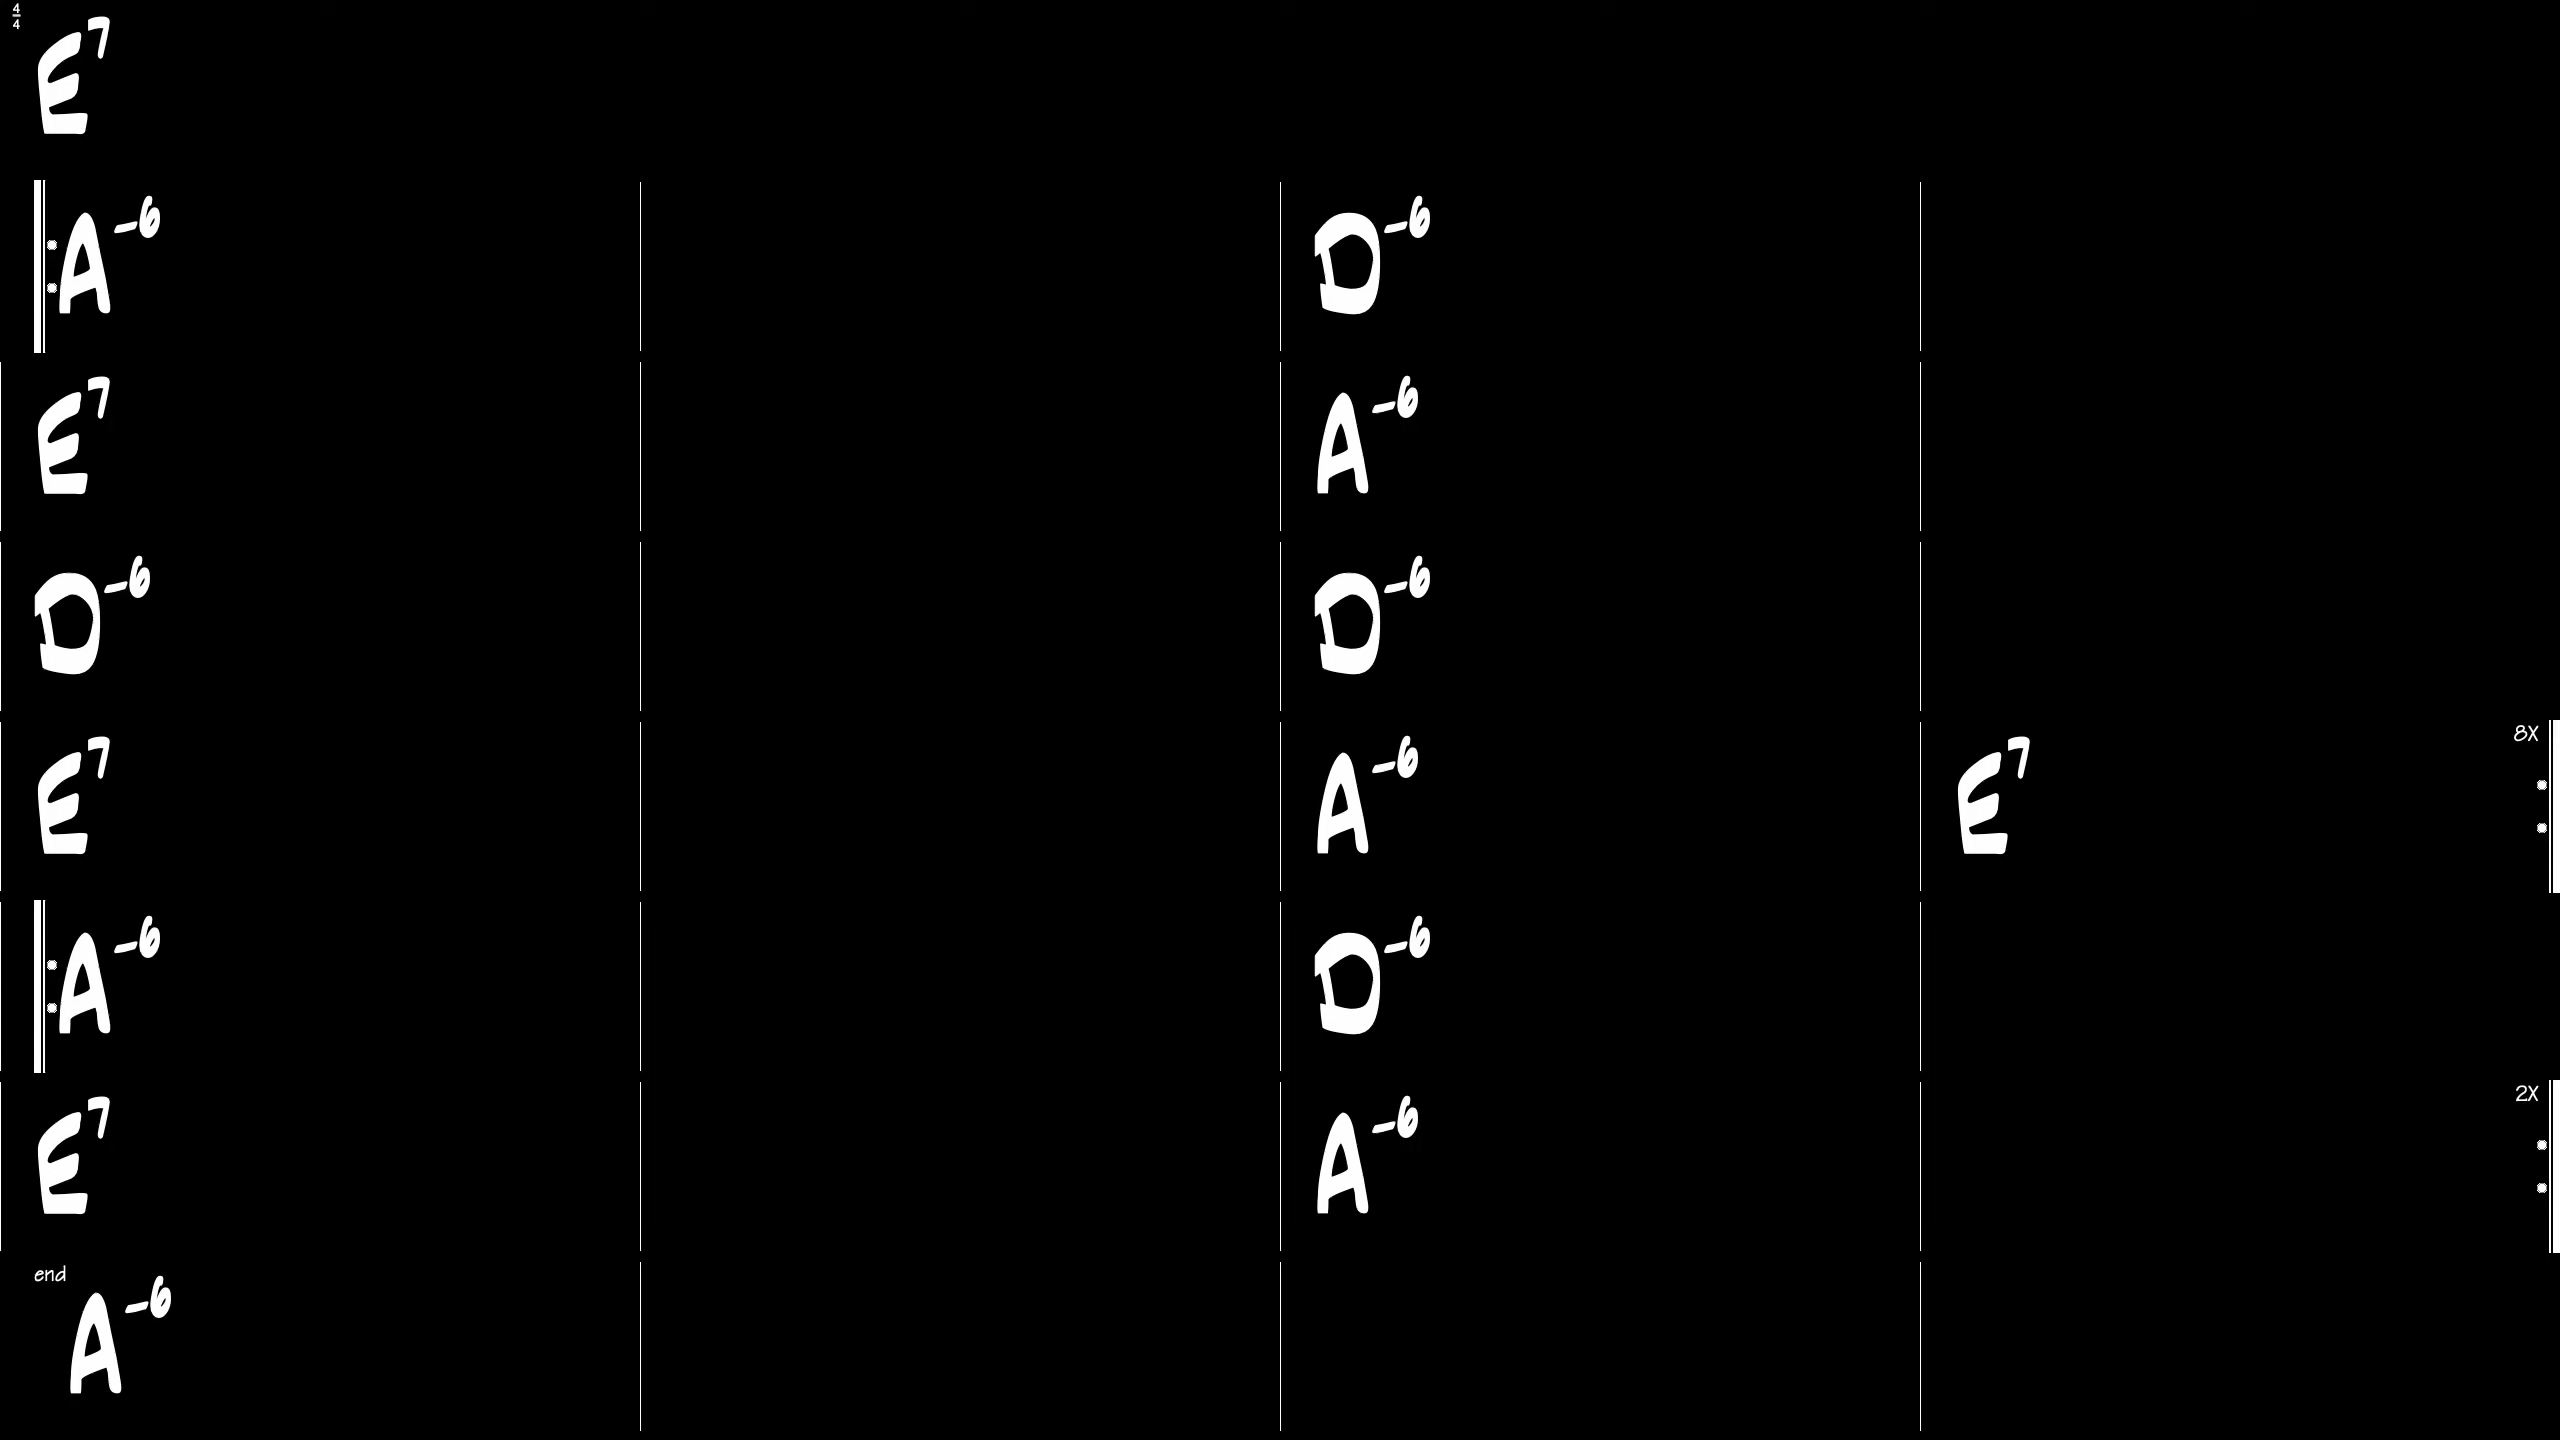 4/4
E7
A-6 D-6
E7 A-6
D-6 D-6
E7 A-6 E7 8X
A-6 D-6
E7 A-6 2X
end
A-6